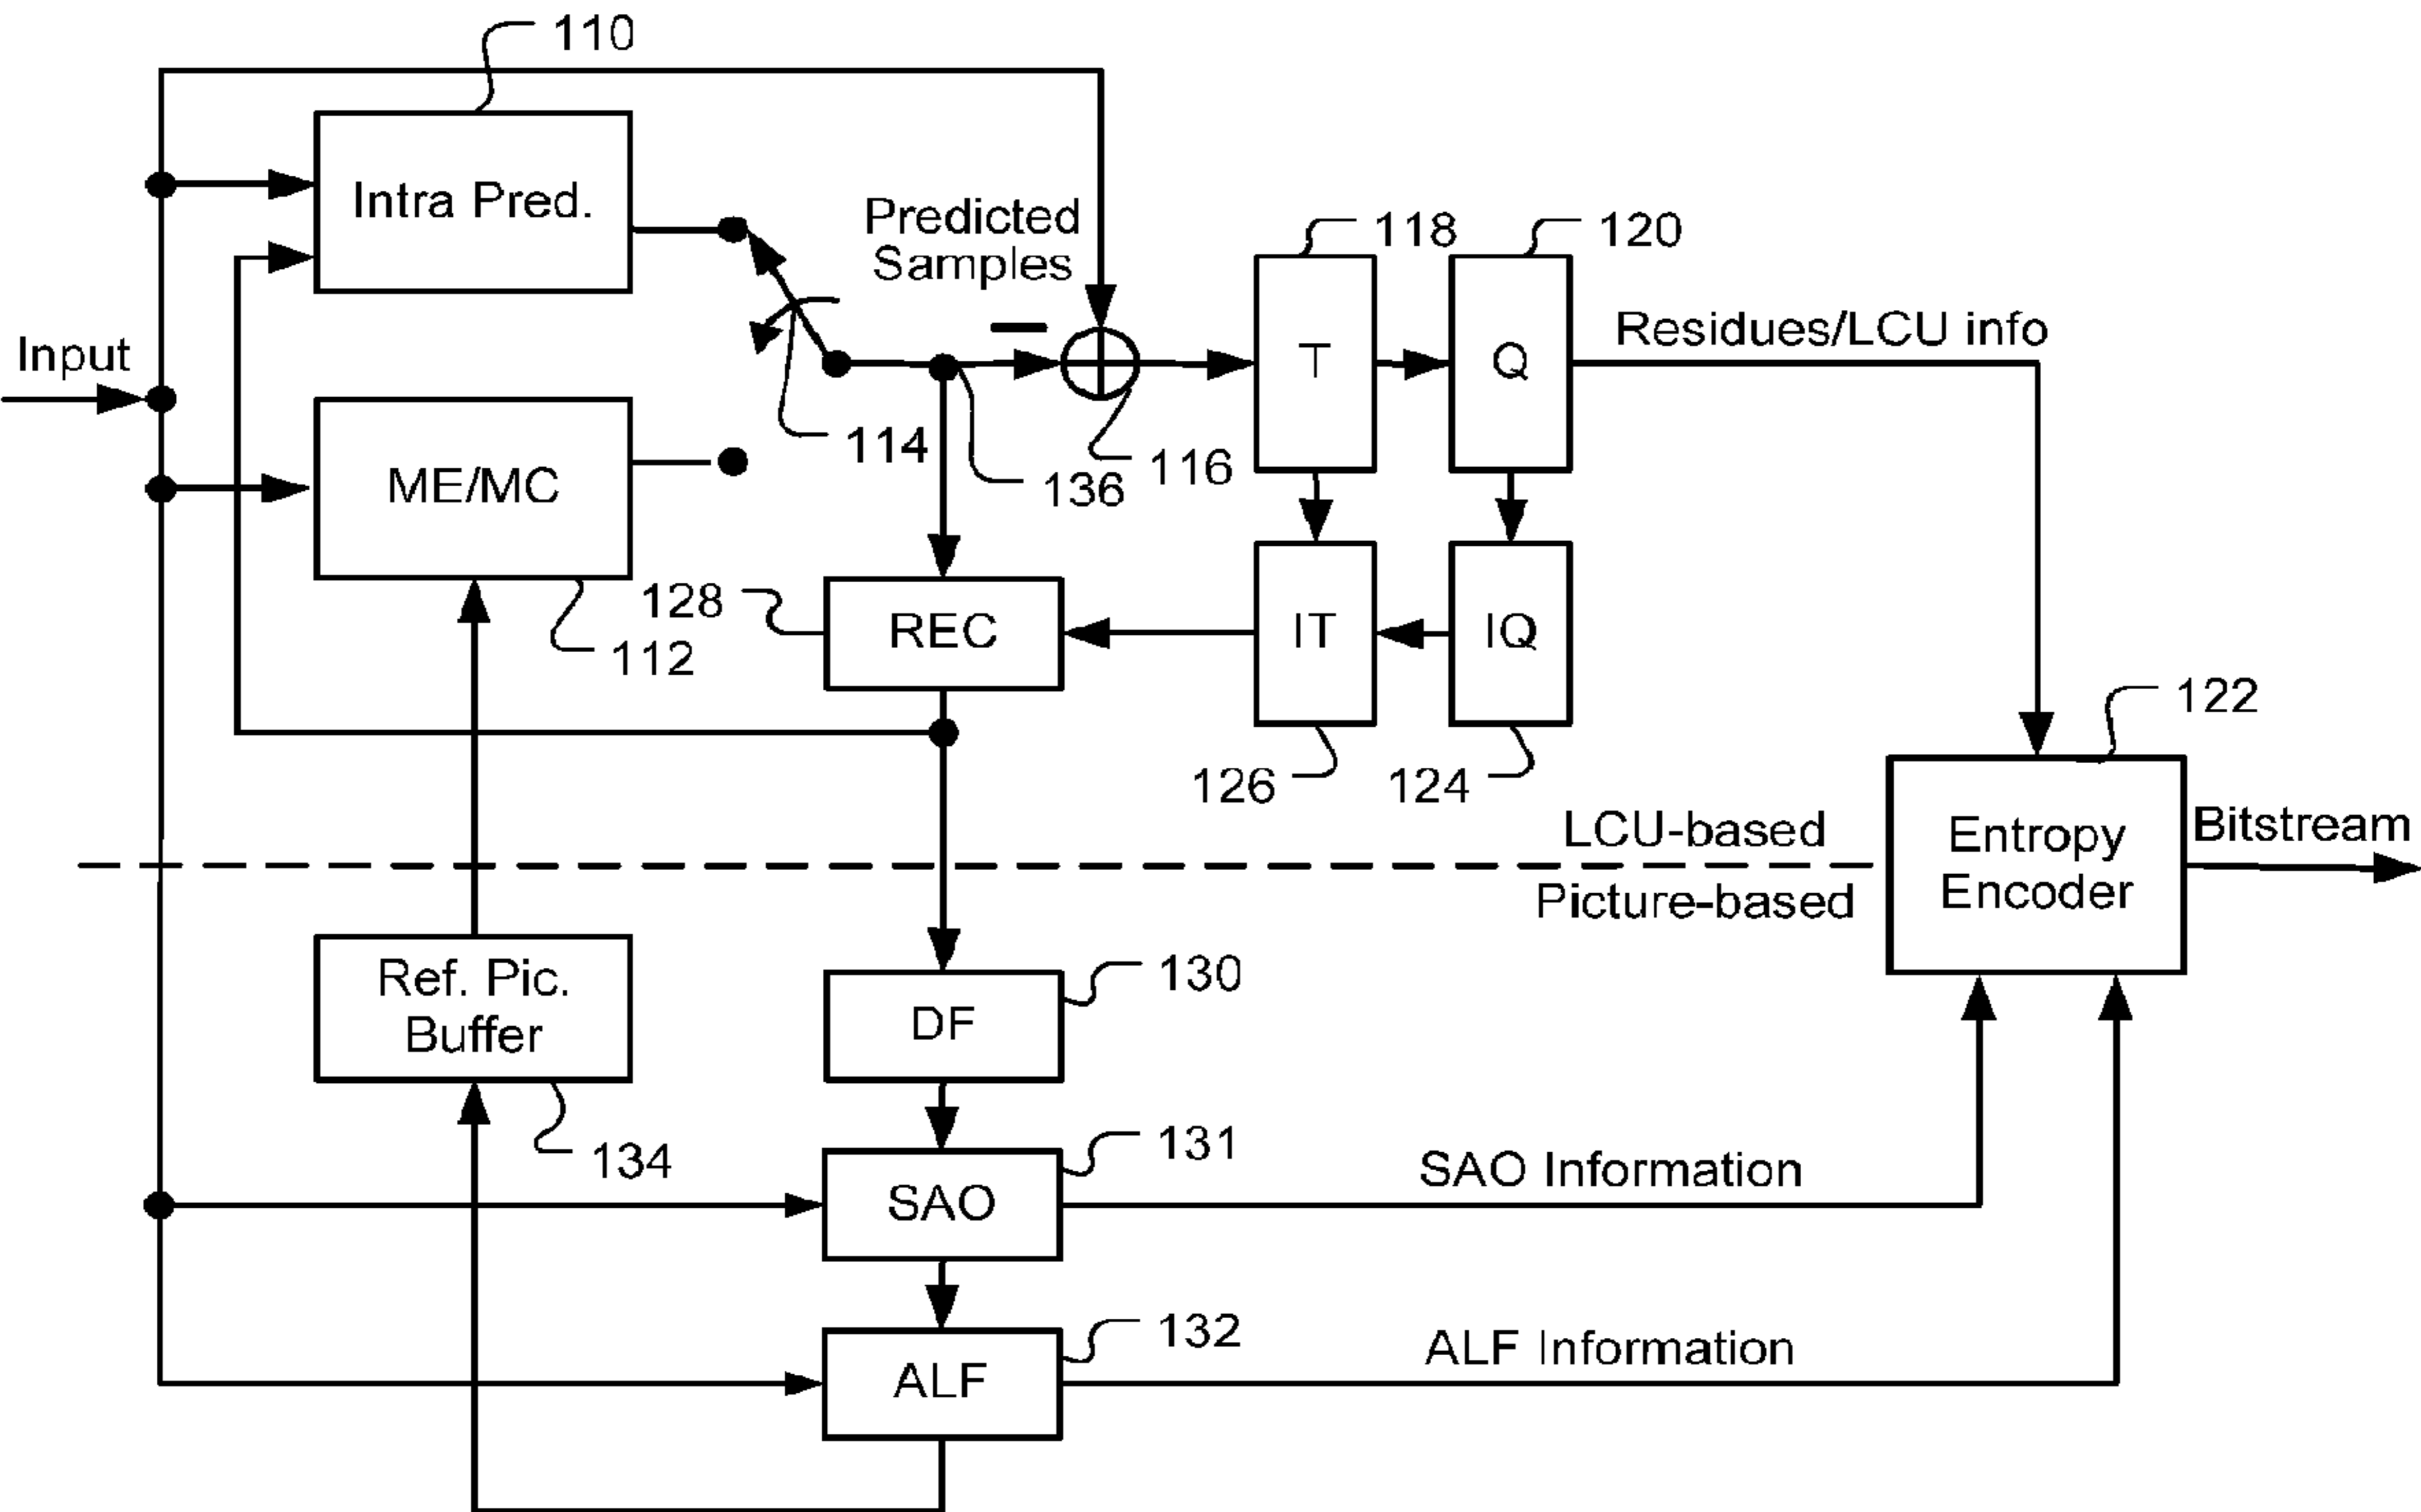 110
Intra Pred.
Predicted
Samples
118
120
Residues/LCU info
Input
T
Q
ME/MC
114
136
116
128
REC
IT
IQ
112
122
126
124
LCU-based
Entropy
Encoder
Bitstream
Picture-based
Ref. Pic.
Buffer
130
DF
134
131
SAO
SAO Information
132
ALF
ALF Information